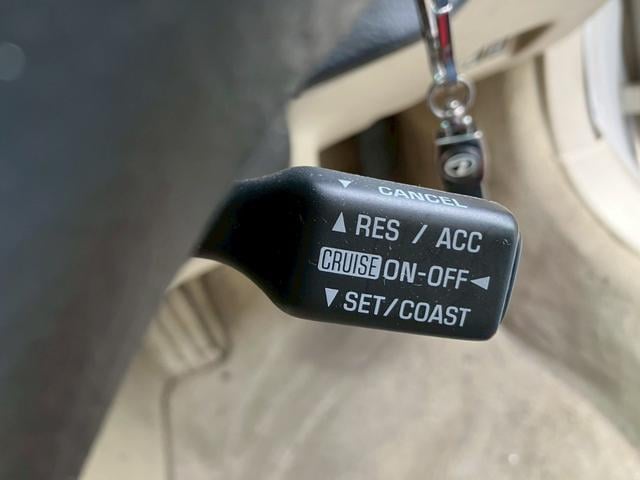 CANCEL
RES / ACC
CRUISE ON-OFF
SET/COAST